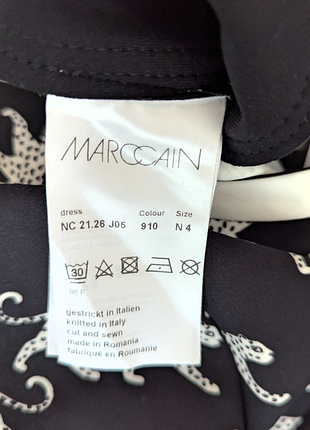 MARCCAIN
dress Colour Size
NC 21.26 J05 910 N 4
30
86 F
gestrickt in Italien
knitted in Italy
cut and sewn
made in Romania
fabriqué en Roumanie